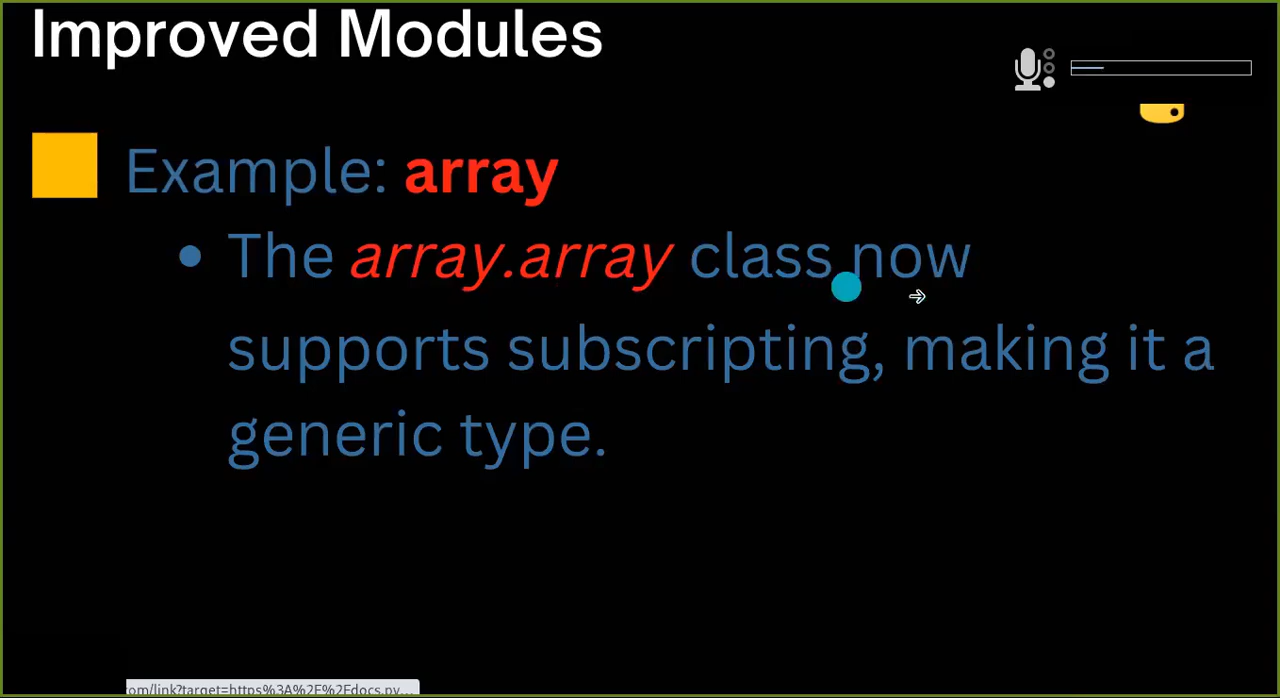 Improved Modules
Example: array
The array.array class now
supports subscripting, making it a
generic type.
om/link?target=https%3A%2F%2Fdocs.py...